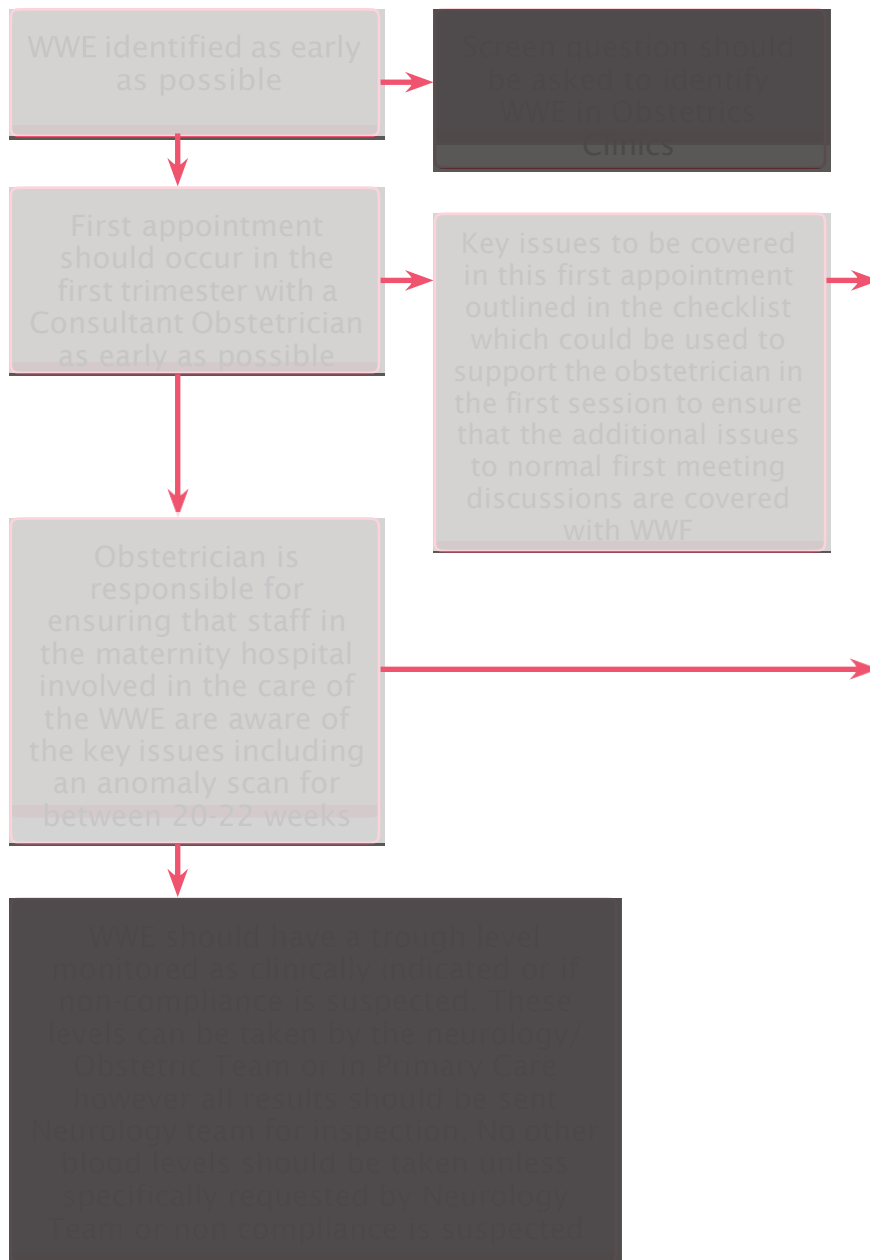 WWE identified as early
as possible
Screen question should
be asked to identify
WWE in Obstetrics
Clinics
First appointment
should occur in the
first trimester with a
Consultant Obstetrician
as early as possible
Key issues to be covered
in this first appointment
outlined in the checklist
which could be used to
support the obstetrician in
the first session to ensure
that the additional issues
to normal first meeting
discussions are covered
with WWE
Obstetrician is
responsible for
ensuring that staff in
the maternity hospital
involved in the care of
the WWE are aware of
the key issues including
an anomaly scan for
between 20-22 weeks
WWE should have a trough level
monitored as clinically indicated or if
non-compliance is suspected. These
levels can be taken by the neurology/
Obstetric Team or in Primary Care
however all results should be sent
Neurology team for inspection. No other
blood levels should be taken unless
specifically requested by Neurology
Team or non compliance is suspected